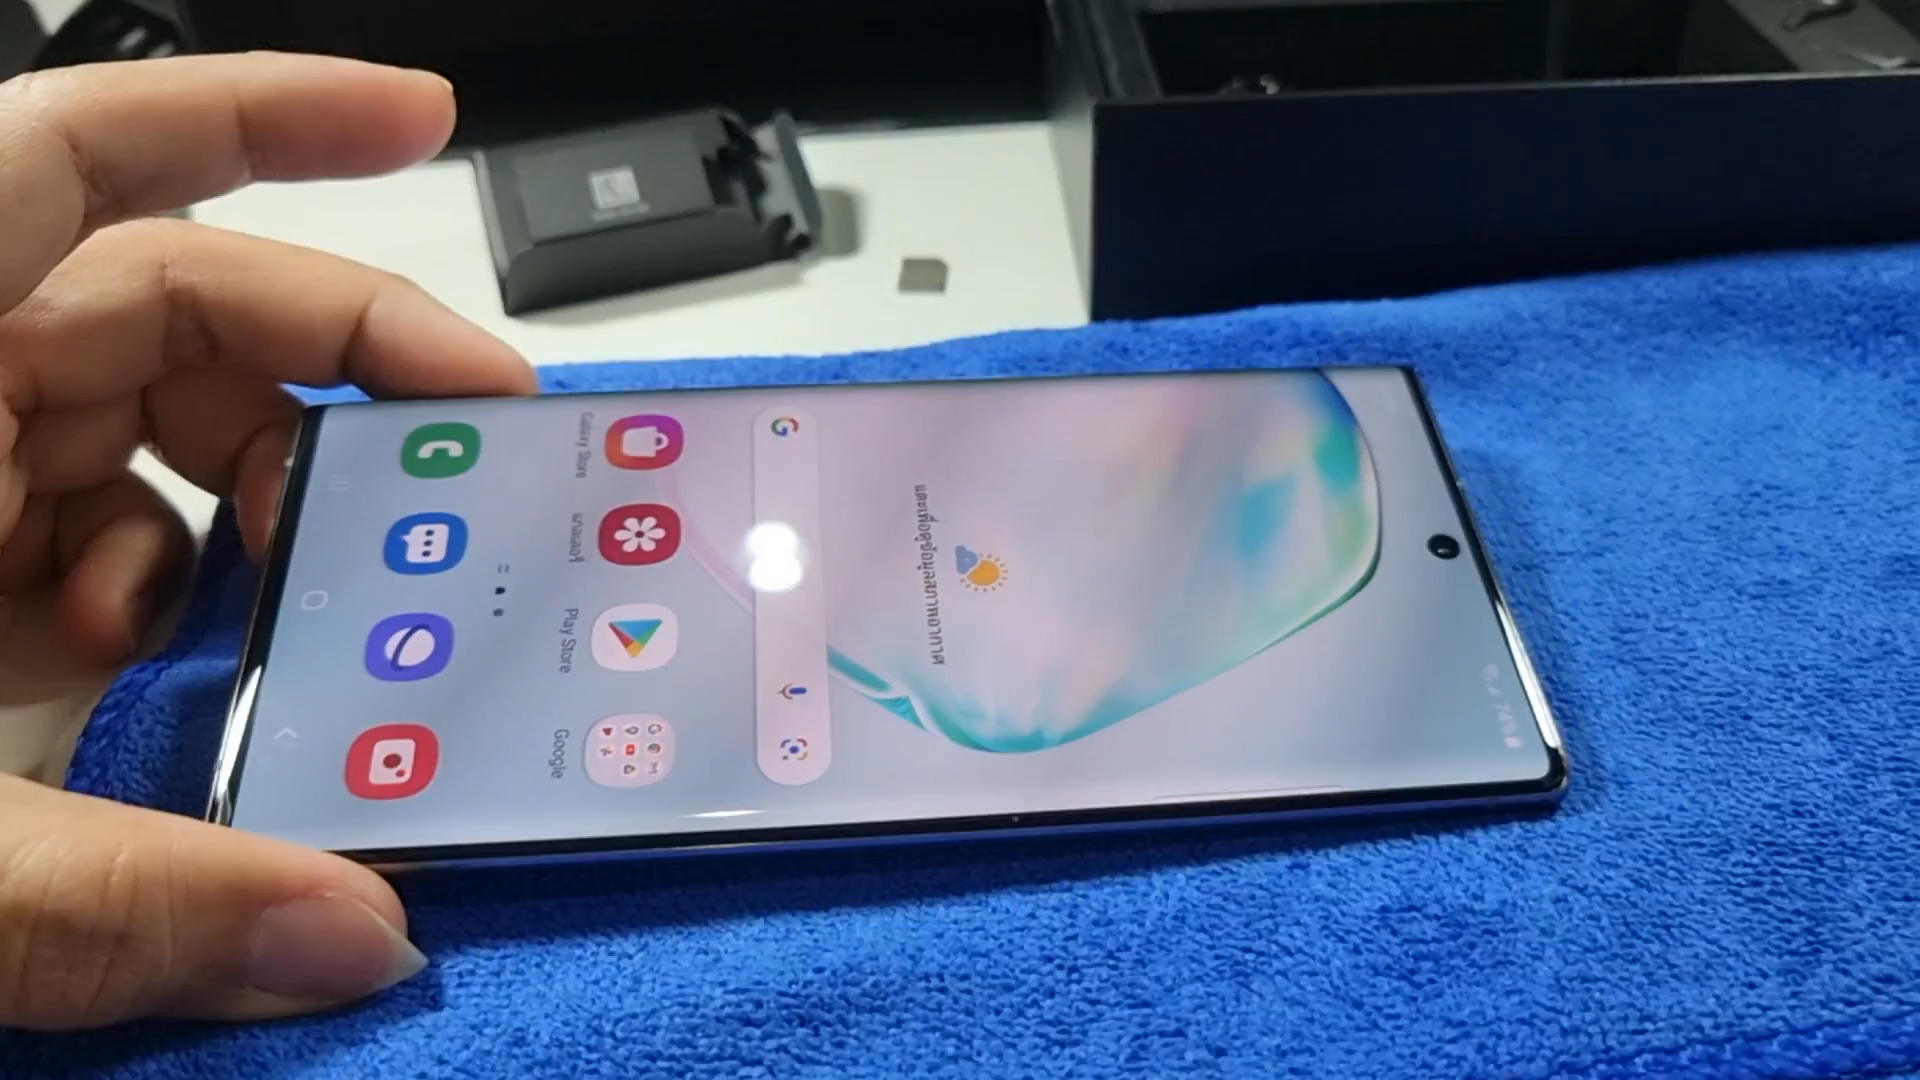 74%
แตะเพื่อดูข้อมูลสภาพอากาศ
Galaxy Store
แกลเลอรี่
Play Store
Google